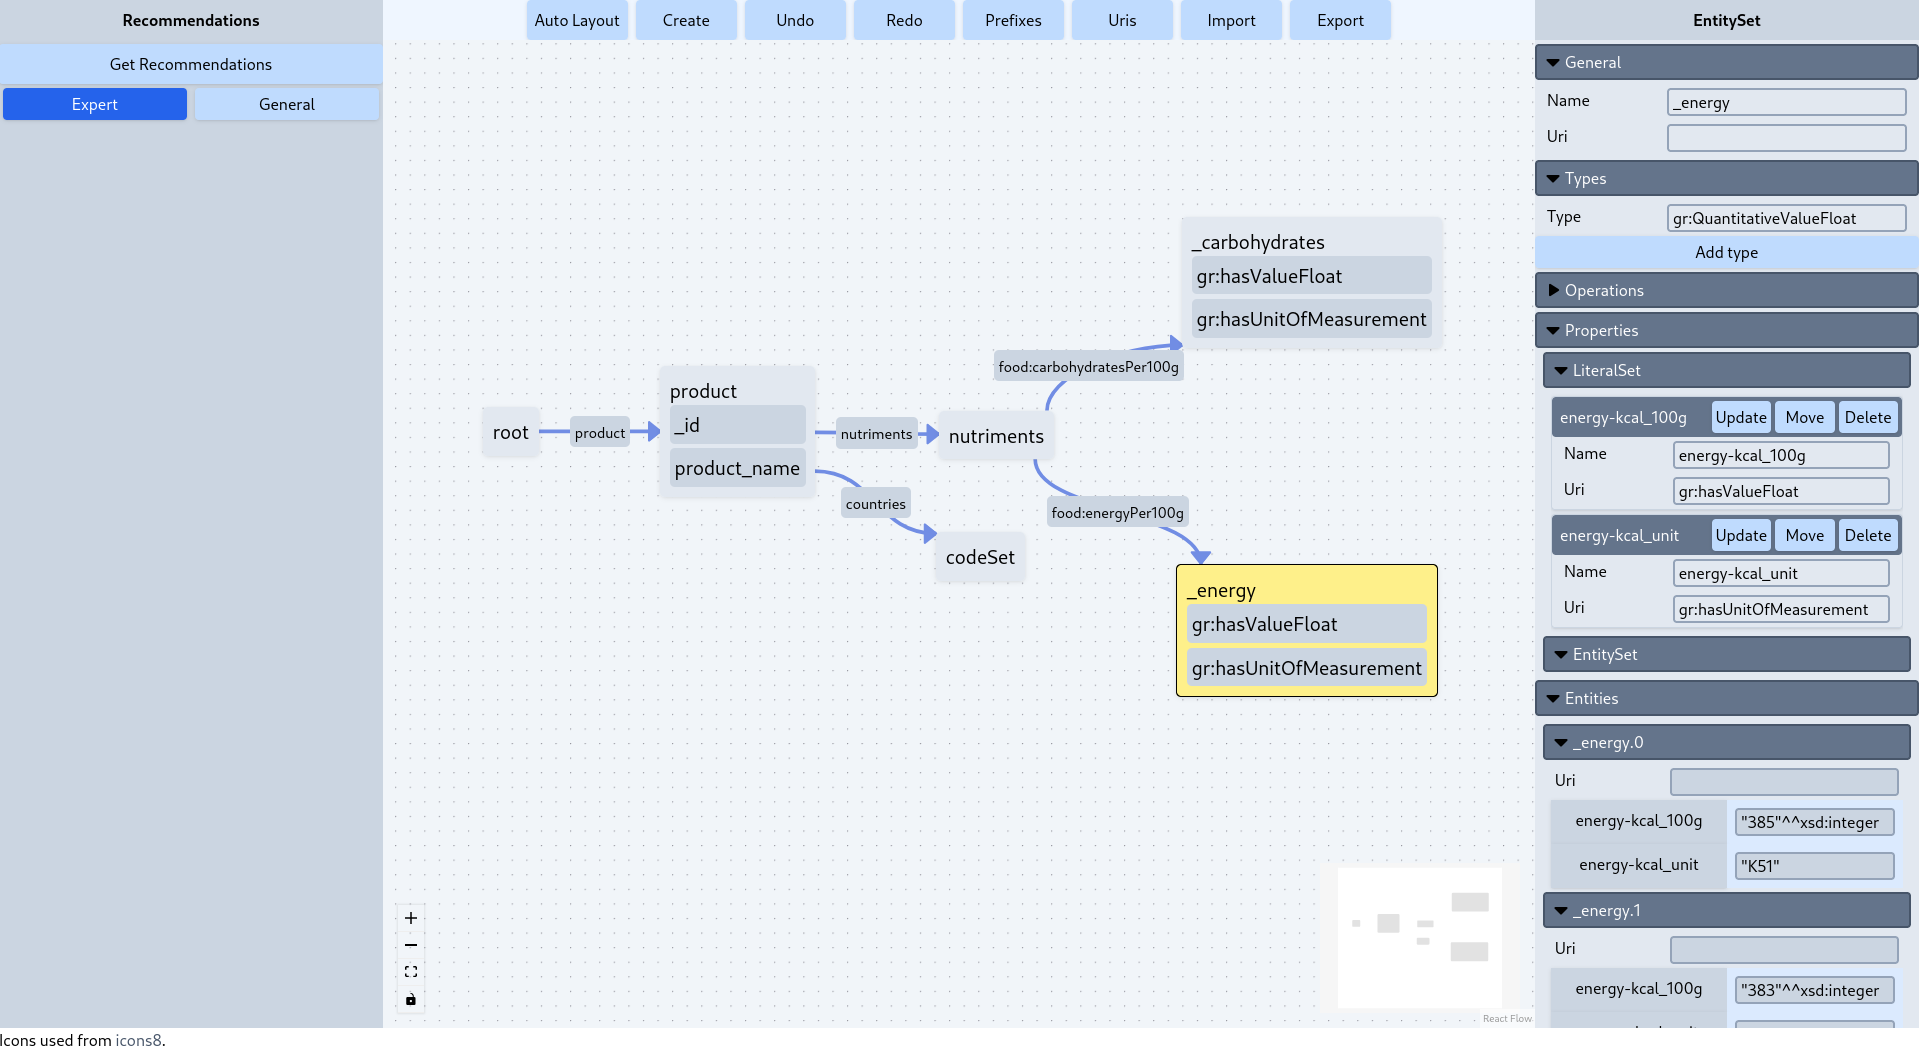 Recommendations
Get Recommendations
Expert
General
Auto Layout
Create
Undo
Redo
Prefixes
Uris
Import
Export
root
product
product
_id
product_name
nutriments
countries
nutriments
codeSet
food:carbohydratesPer100g
food:energyPer100g
_carbohydrates
gr:hasValueFloat
gr:hasUnitOfMeasurement
_energy
gr:hasValueFloat
gr:hasUnitOfMeasurement
React Flow
EntitySet
General
Name _energy
Uri
Types
Type gr:QuantitativeValueFloat
Add type
Operations
Properties
LiteralSet
energy-kcal_100g Update Move Delete
Name energy-kcal_100g
Uri gr:hasValueFloat
energy-kcal_unit Update Move Delete
Name energy-kcal_unit
Uri gr:hasUnitOfMeasurement
EntitySet
Entities
_energy.0
Uri
energy-kcal_100g "385"^^xsd:integer
energy-kcal_unit "K51"
_energy.1
Uri
energy-kcal_100g "383"^^xsd:integer
Icons used from icons8.